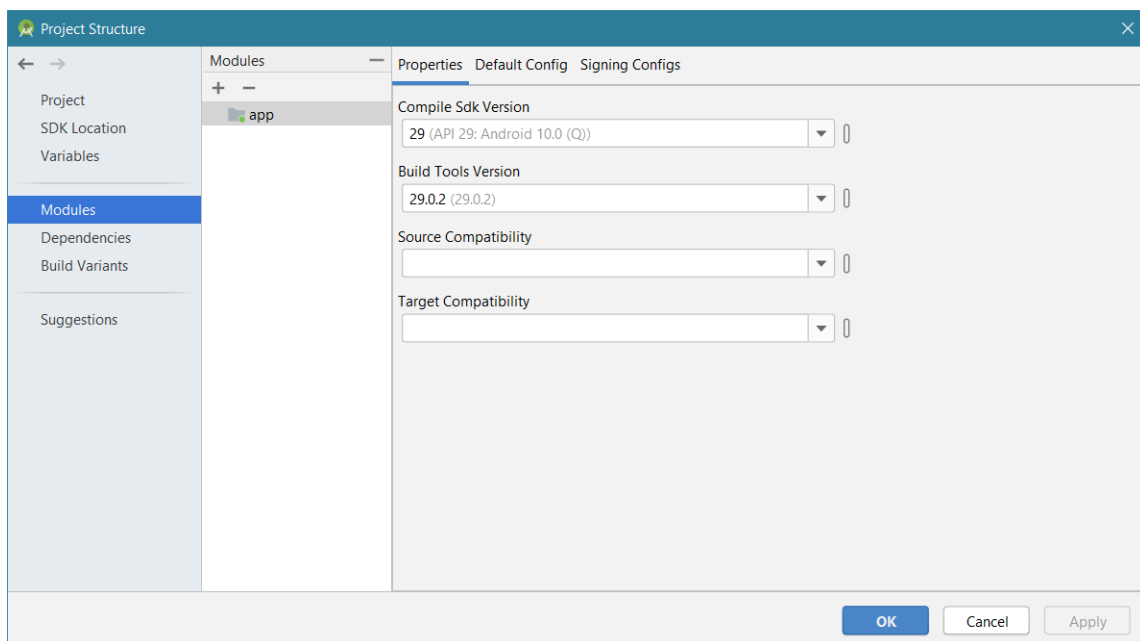 Project Structure
Project
SDK Location
Variables
Modules
Dependencies
Build Variants
Suggestions
Modules
app
Properties Default Config Signing Configs
Compile Sdk Version
29 (API 29: Android 10.0 (Q))
Build Tools Version
29.0.2 (29.0.2)
Source Compatibility
Target Compatibility
OK Cancel Apply